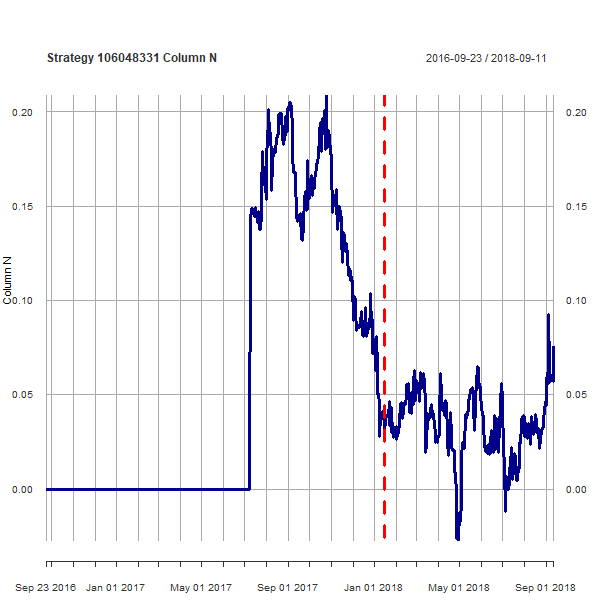 Strategy 106048331 Column N
2016-09-23 / 2018-09-11
0.20 0.20
0.15 0.15
Column N
0.10 0.10
0.05 0.05
0.00 0.00
Sep 23 2016 Jan 01 2017 May 01 2017 Sep 01 2017 Jan 01 2018 May 01 2018 Sep 01 2018